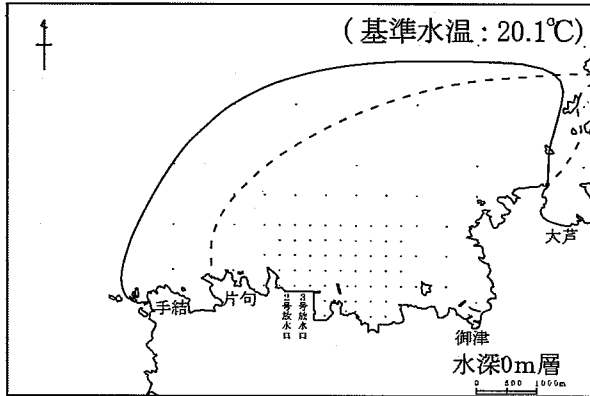 (基準水温:20.1℃)
大芦
手結
片句
2号放水口
3号放水口
御津
水深0m層
0 500 1000m